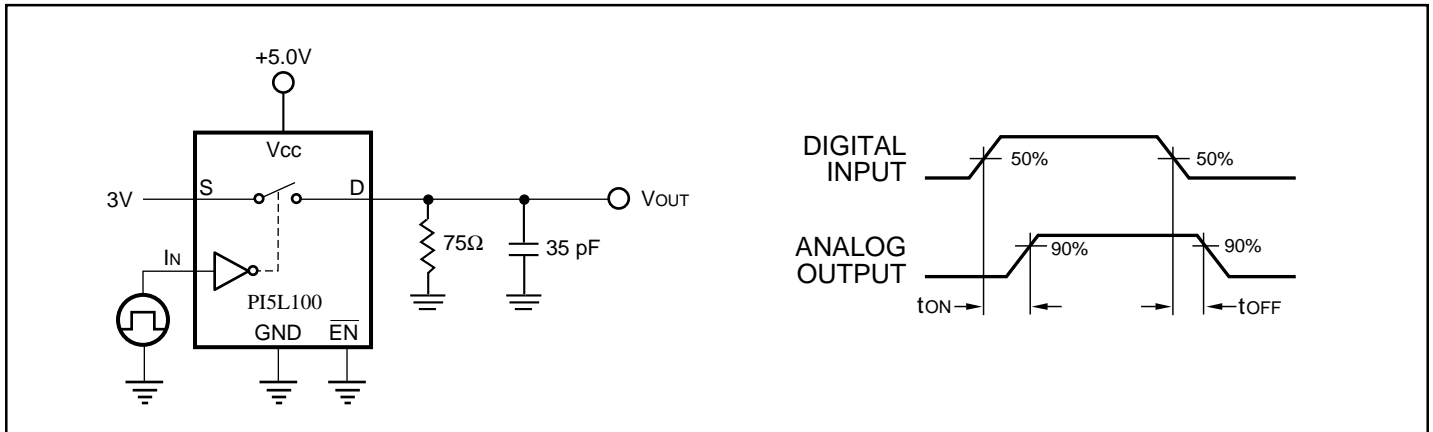 +5.0V
Vcc
S
D
3V
VOUT
75Ω
35 pF
IN
PI5L100
GND
EN
DIGITAL
INPUT
50%
50%
ANALOG
OUTPUT
90%
90%
tON
tOFF